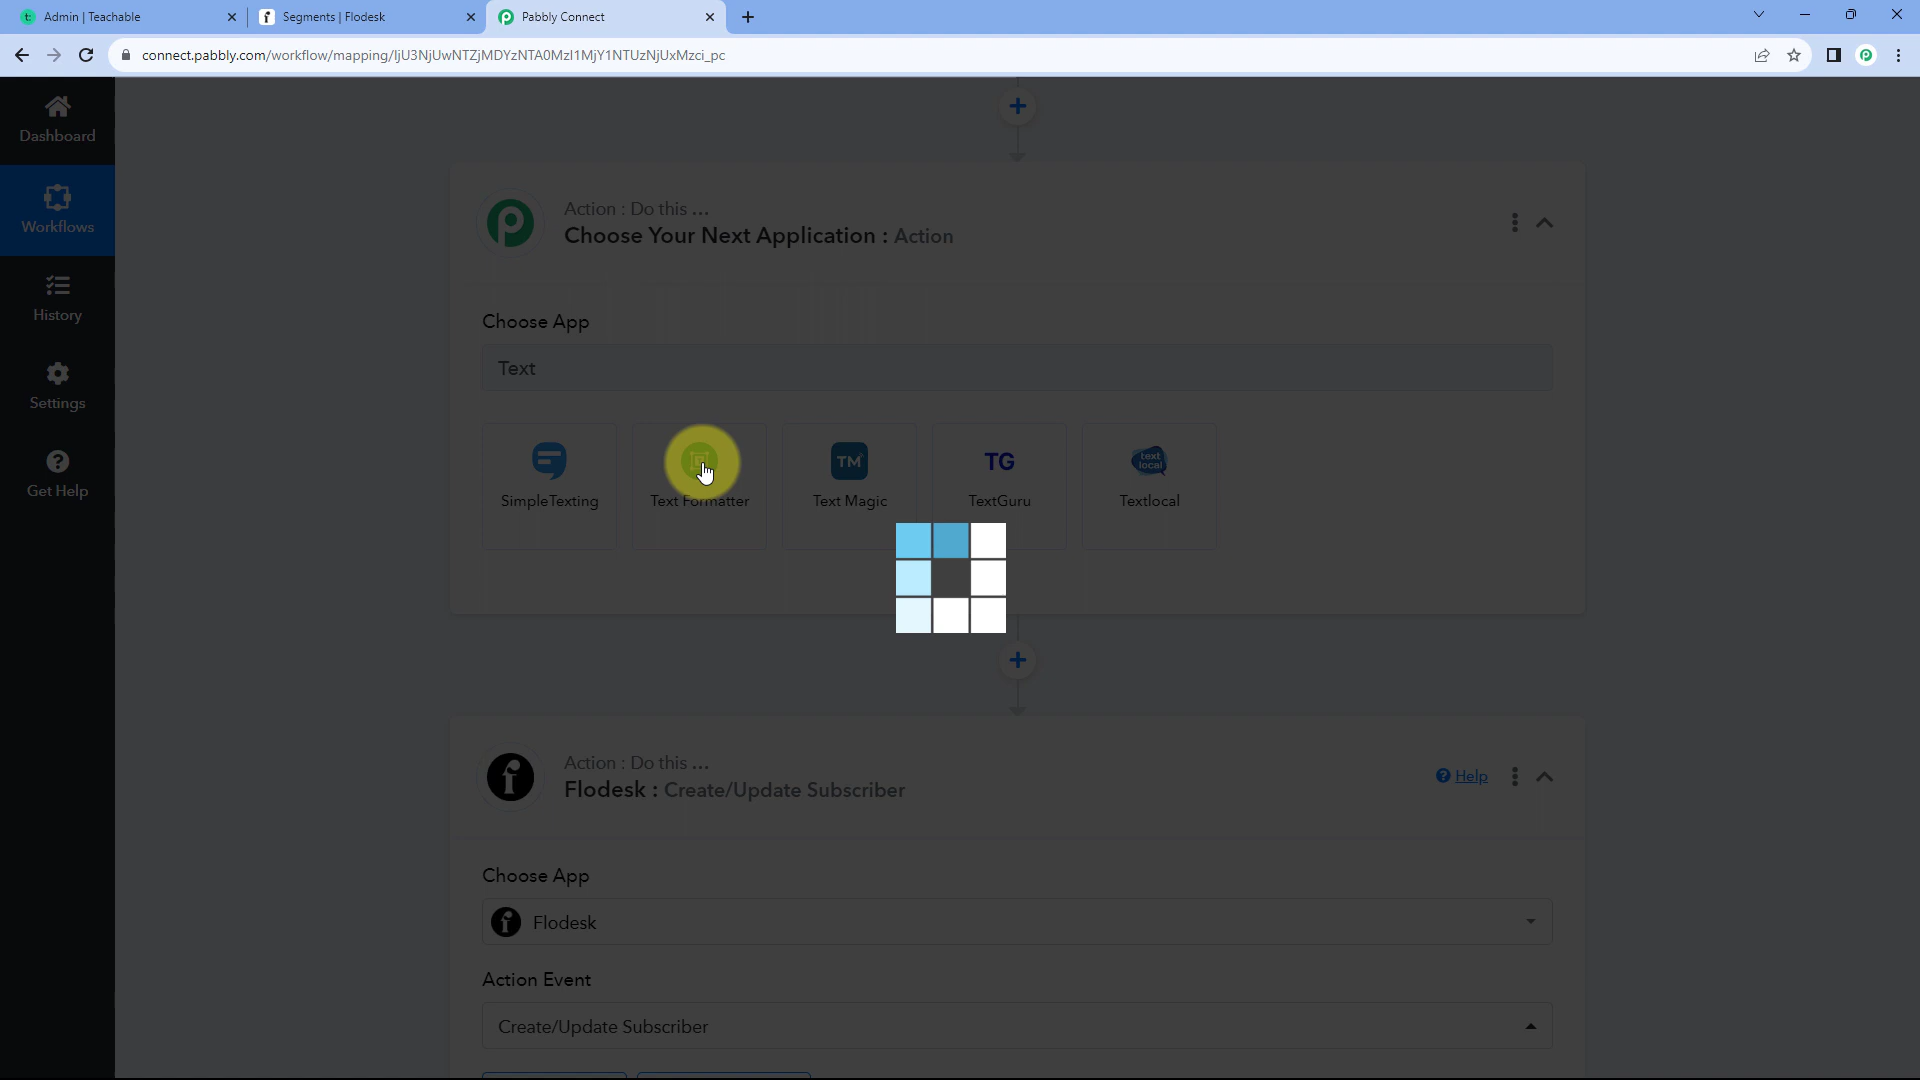 Admin | Teachable
Segments | Flodesk
Pabbly Connect
connect.pabbly.com/workflow/mapping/IjU3NjUwNTZjMDYzNTA0MzI1MjY1NTUzNjUxMzci_pc
Dashboard
Workflows
History
Settings
Get Help
Action : Do this ...
Choose Your Next Application : Action
Choose App
Text
SimpleTexting
Text Formatter
TM
Text Magic
TG
TextGuru
text
local
Textlocal
Action : Do this ...
Flodesk : Create/Update Subscriber
Help
Choose App
Flodesk
Action Event
Create/Update Subscriber